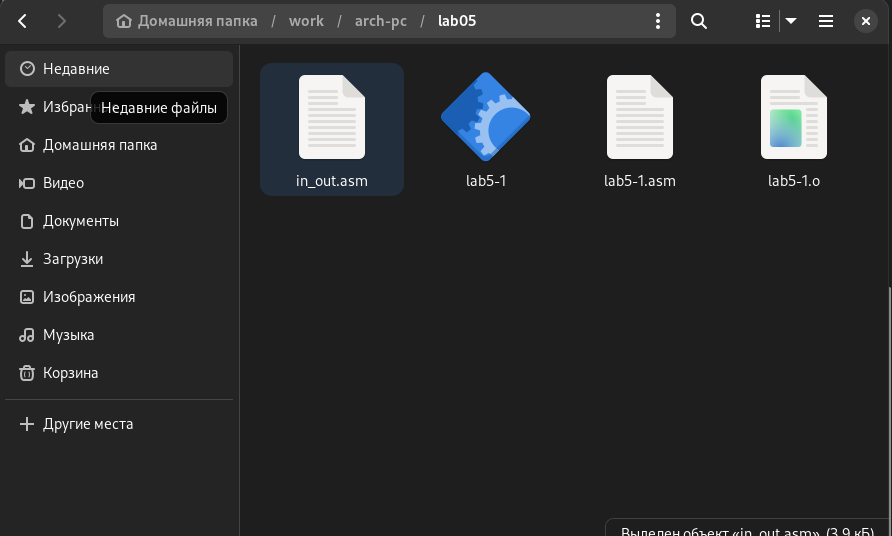 Домашняя папка / work / arch-pc / lab05
Недавние
Избран
Недавние файлы
Домашняя папка
Видео
Документы
Загрузки
Изображения
Музыка
Корзина
Другие места
in_out.asm
lab5-1
lab5-1.asm
lab5-1.o
Выделен объект «in_out.asm» (3,9 кБ)